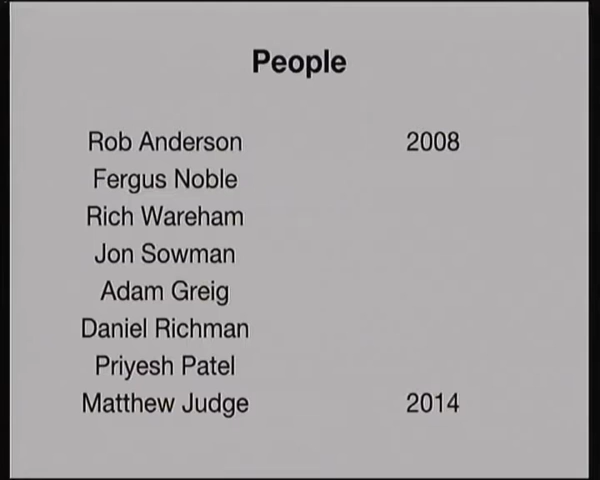 People
Rob Anderson 2008
Fergus Noble
Rich Wareham
Jon Sowman
Adam Greig
Daniel Richman
Priyesh Patel
Matthew Judge 2014